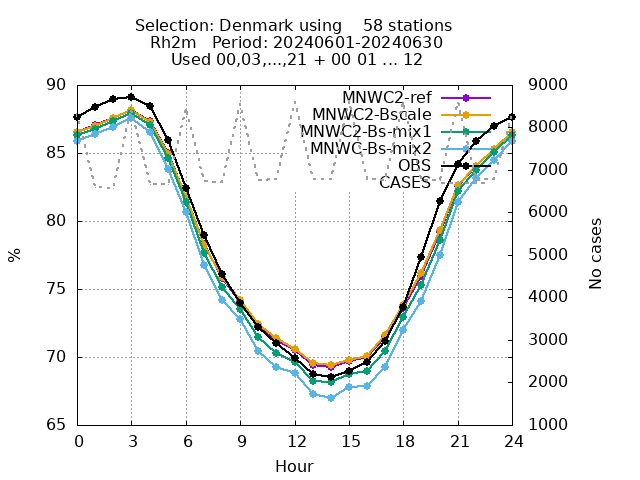 Selection: Denmark using    58 stations
Rh2m   Period: 20240601-20240630
Used 00,03,...,21 + 00 01 ... 12
90
85
80
75
70
65
%
9000
8000
7000
6000
5000
4000
3000
2000
1000
No cases
MNWC2-ref
MNWC2-Bscale
MNWC2-Bs-mix1
MNWC-Bs-mix2
OBS
CASES
0 3 6 9 12 15 18 21 24
Hour